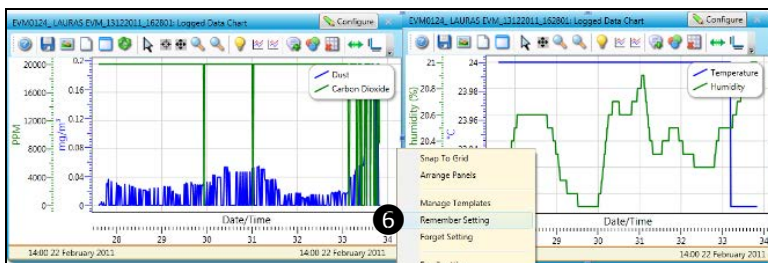 EVM0124_ LAURAS EVM_13122011_162801: Logged Data Chart
Configure
20000
16000
12000
8000
4000
0
PPM
0.2
0.16
0.12
0.08
0.04
0
mg/m³
Dust
Carbon Dioxide
Date/Time
28 29 30 31 32 33 34
14:00 22 February 2011 14:00 22 February 2011
EVM0124_ LAURAS EVM_13122011_162801: Logged Data Chart
Configure
21
20.8
20.6
20.4
humidity (%)
24
23.98
23.96
23.94
°C
Temperature
Humidity
Date/Time
29 30 31 32 33 34
14:00 22 February 2011
6
Snap To Grid
Arrange Panels
Manage Templates
Remember Setting
Forget Setting